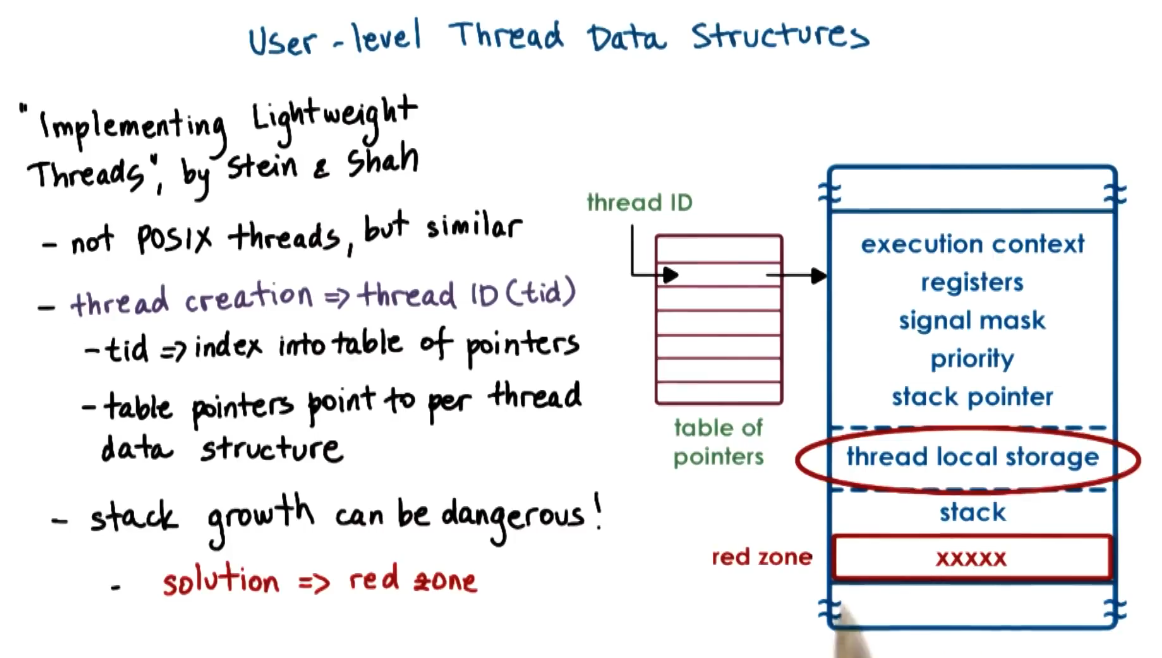 User-level Thread Data Structures
"Implementing Lightweight
Threads", by Stein & Shah
- not POSIX threads, but similar
- thread creation => thread ID (tid)
- tid => index into table of pointers
- table pointers point to per thread
data structure
- stack growth can be dangerous!
- solution => red zone
thread ID
table of
pointers
execution context
registers
signal mask
priority
stack pointer
thread local storage
stack
red zone
xxxxx